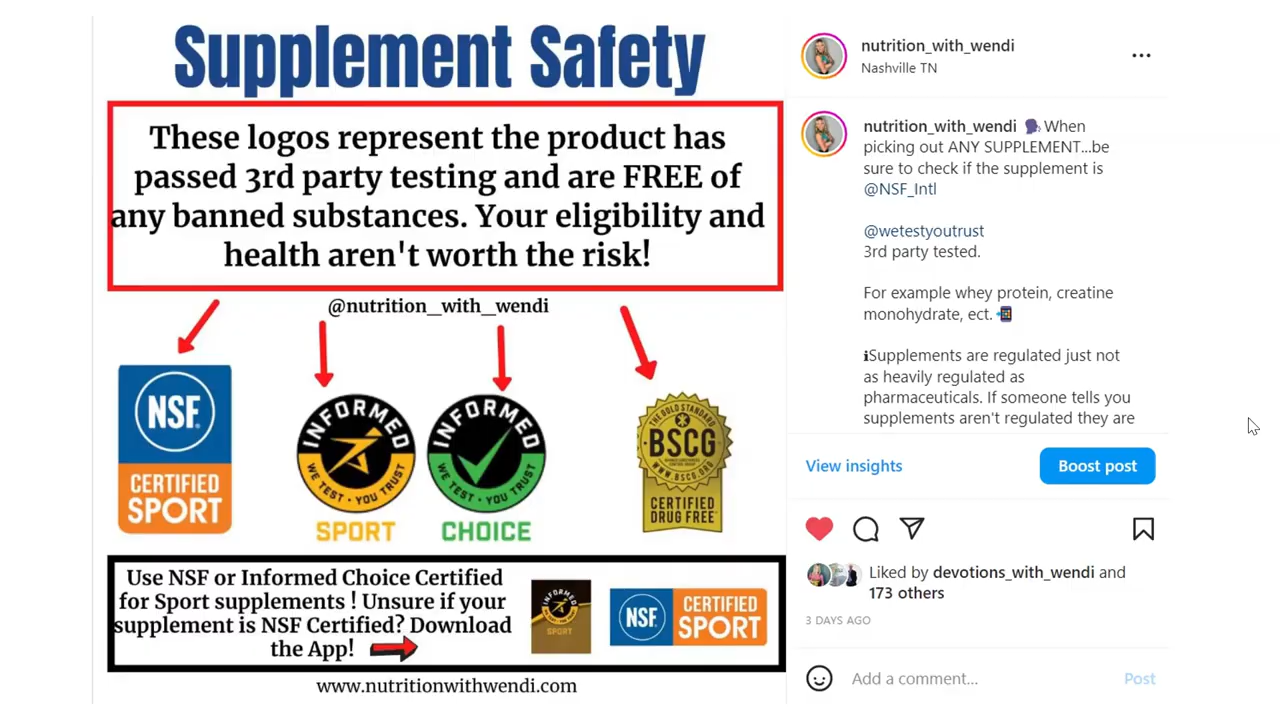 Supplement Safety
These logos represent the product has
passed 3rd party testing and are FREE of
any banned substances. Your eligibility and
health aren't worth the risk!
@nutrition_with_wendi
NSF
CERTIFIED
SPORT
INFORMED
WE TEST • YOU TRUST
SPORT
INFORMED
WE TEST • YOU TRUST
CHOICE
THE GOLD STANDARD
BSCG
WWW.BSCG.ORG
CERTIFIED
DRUG FREE
Use NSF or Informed Choice Certified
for Sport supplements ! Unsure if your
supplement is NSF Certified? Download
the App!
INFORMED
SPORT
NSF
CERTIFIED
SPORT
www.nutritionwithwendi.com
nutrition_with_wendi
Nashville TN
nutrition_with_wendi 🗣When
picking out ANY SUPPLEMENT...be
sure to check if the supplement is
@NSF_Intl
@wetestyoutrust
3rd party tested.
For example whey protein, creatine
monohydrate, ect. 📲
ℹSupplements are regulated just not
as heavily regulated as
pharmaceuticals. If someone tells you
supplements aren't regulated they are
View insights
Boost post
Liked by devotions_with_wendi and
173 others
3 DAYS AGO
Add a comment...
Post